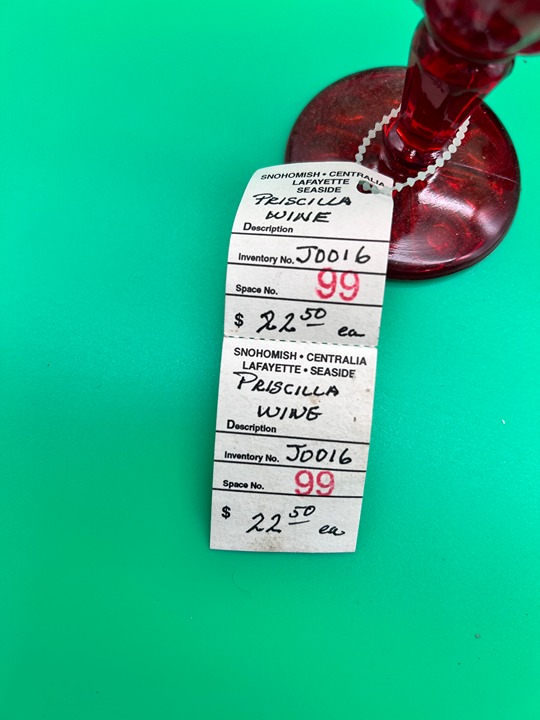 SNOHOMISH • CENTRALIA
LAFAYETTE
SEASIDE
PRISCILLA
WINE
Description
Inventory No. J0016
Space No. 99
$ 22 50 ea
SNOHOMISH • CENTRALIA
LAFAYETTE • SEASIDE
PRISCILLA
WINE
Description
Inventory No. J0016
Space No. 99
$ 22 50 ea